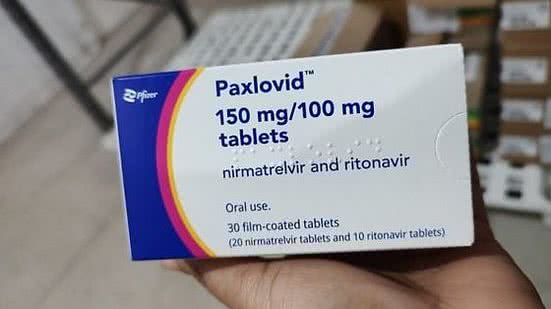 Pfizer
Paxlovid™
150 mg/100 mg
tablets
nirmatrelvir and ritonavir
Oral use.
30 film-coated tablets
(20 nirmatrelvir tablets and 10 ritonavir tablets)